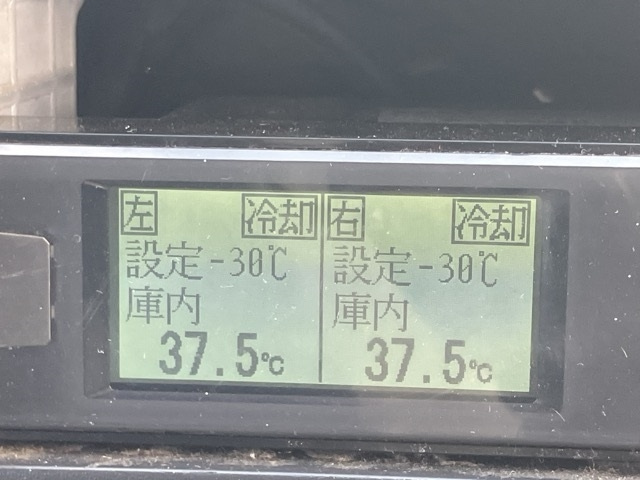 左 冷却
設定-30℃
庫内
37.5℃
右 冷却
設定-30℃
庫内
37.5℃